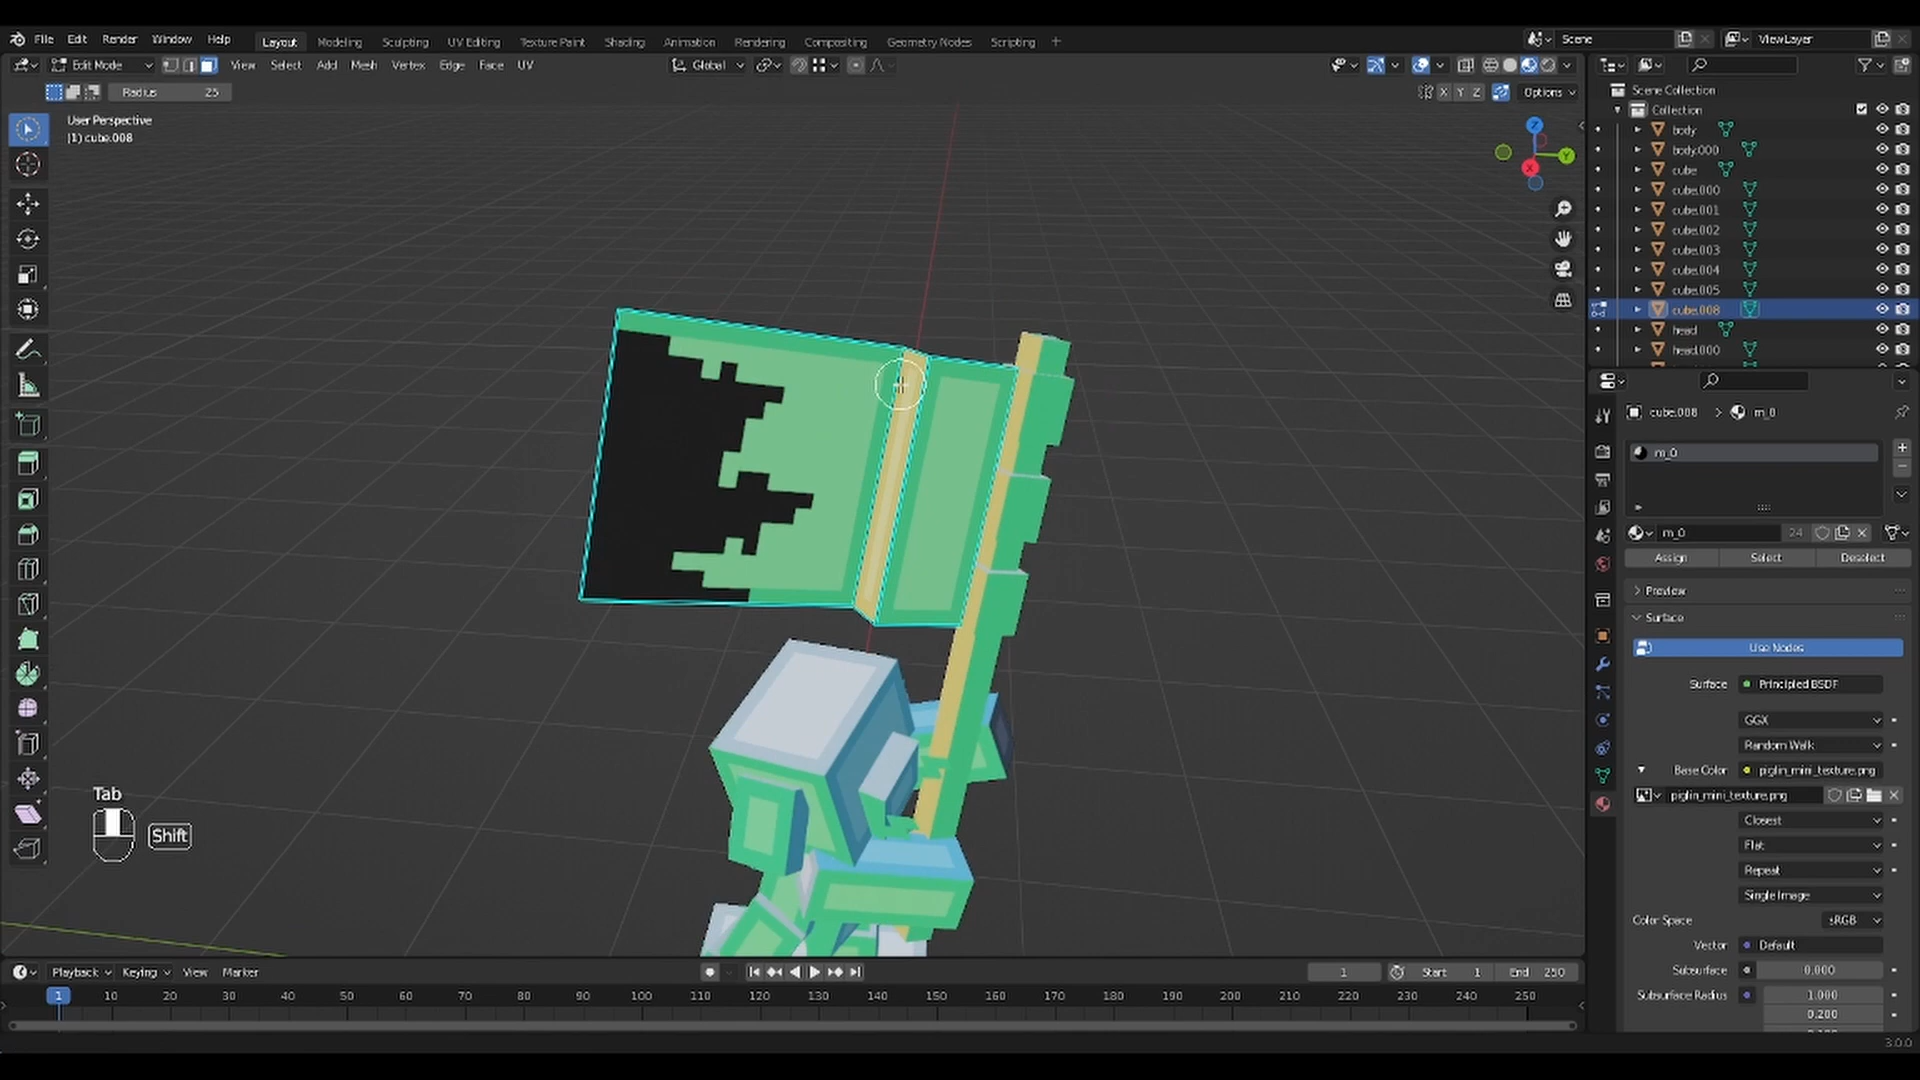 File Edit Render Window Help Layout Modeling Sculpting UV Editing Texture Paint Shading Animation Rendering Compositing Geometry Nodes Scripting + Scene ViewLayer
Edit Mode View Select Add Mesh Vertex Edge Face UV Global
Radius 25 X Y Z Options
User Perspective
(1) cube.008
Z
Y
X
Scene Collection
Collection
body
body.000
cube
cube.000
cube.001
cube.002
cube.003
cube.004
cube.005
cube.008
head
head.000
cube.008 > m_0
m_0
m_0 24
Assign Select Deselect
Preview
Surface
Use Nodes
Surface Principled BSDF
GGX
Random Walk
Base Color piglin_mini_texture.png
piglin_mini_texture.png
Closest
Flat
Repeat
Single Image
Color Space sRGB
Vector Default
Subsurface 0.000
Subsurface Radius 1.000
0.200
Tab
Shift
Playback Keying View Marker 1 Start 1 End 250
1 10 20 30 40 50 60 70 80 90 100 110 120 130 140 150 160 170 180 190 200 210 220 230 240 250
3.0.0